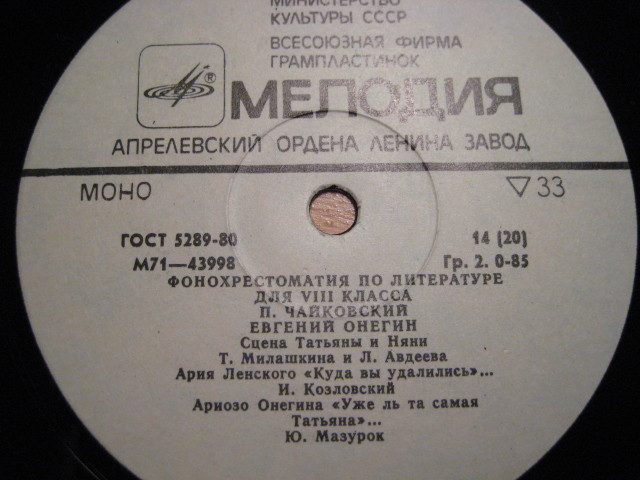 МИНИСТЕРСТВО
КУЛЬТУРЫ СССР
ВСЕСОЮЗНАЯ ФИРМА
ГРАМПЛАСТИНОК
®
МЕЛОДИЯ
АПРЕЛЕВСКИЙ ОРДЕНА ЛЕНИНА ЗАВОД
МОНО ▽33
ГОСТ 5289-80 14 (20)
М71—43998 Гр. 2. 0-85
ФОНОХРЕСТОМАТИЯ ПО ЛИТЕРАТУРЕ
ДЛЯ VIII КЛАССА
П. ЧАЙКОВСКИЙ
ЕВГЕНИЙ ОНЕГИН
Сцена Татьяны и Няни
Т. Милашкина и Л. Авдеева
Ария Ленского «Куда вы удалились»...
И. Козловский
Ариозо Онегина «Уже ль та самая
Татьяна»...
Ю. Мазурок